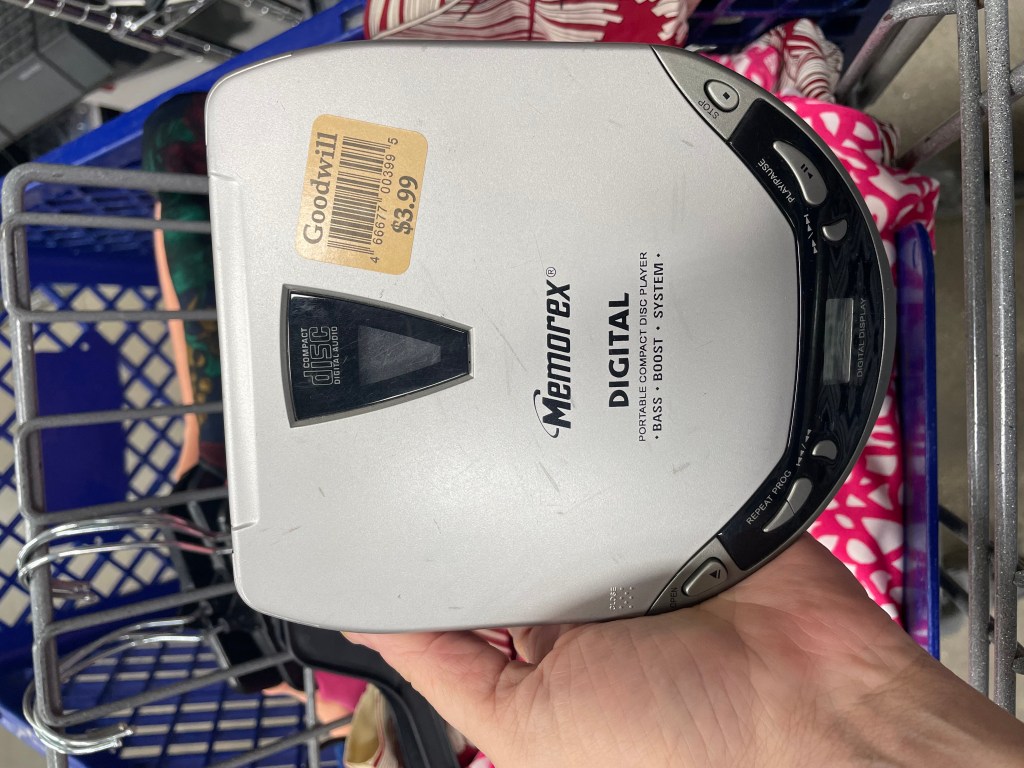 Goodwill
4 66677 00399 5
$3.99
COMPACT
disc
DIGITAL AUDIO
Memorex®
DIGITAL
PORTABLE COMPACT DISC PLAYER
• BASS • BOOST • SYSTEM •
STOP
PLAY/PAUSE
DIGITAL DISPLAY
REPEAT PROG
OPEN